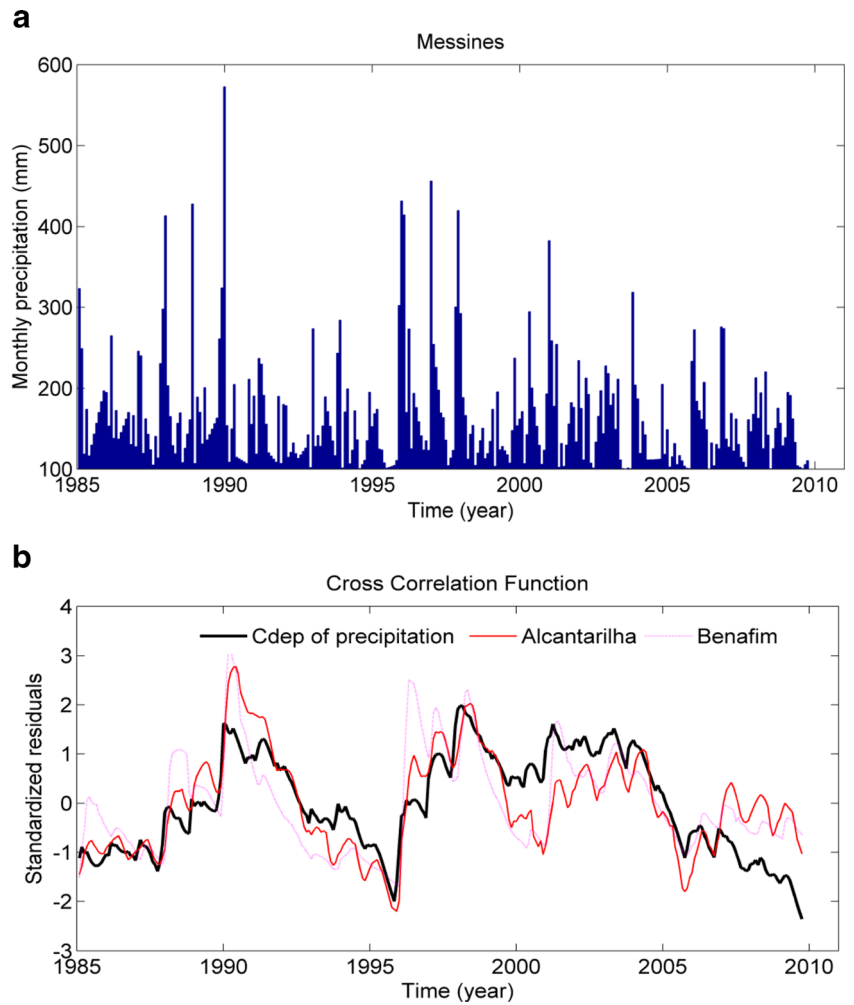 a
Messines
600
500
400
300
200
100
Monthly precipitation (mm)
1985 1990 1995 2000 2005 2010
Time (year)
b
Cross Correlation Function
Cdep of precipitation Alcantarilha Benafim
4
3
2
1
0
-1
-2
-3
Standardized residuals
1985 1990 1995 2000 2005 2010
Time (year)